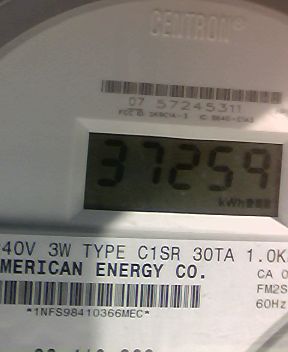 CENTRON®
07 57245311
37259
kWh
40V 3W TYPE C1SR 30TA 1.0K
MERICAN ENERGY CO.
CA 0
FM2S
60Hz
*1NFS98410366MEC*